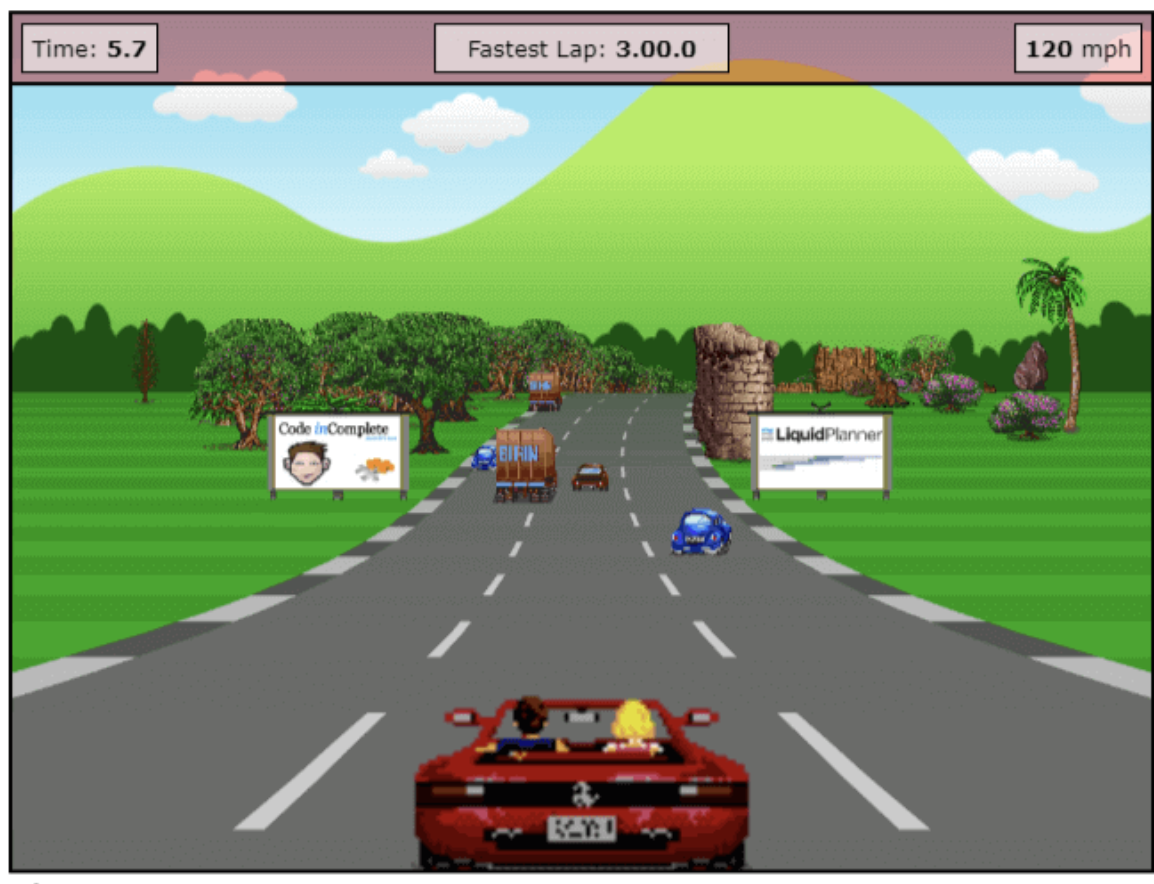 Time: 5.7
Fastest Lap: 3.00.0
120 mph
Code inComplete
LiquidPlanner